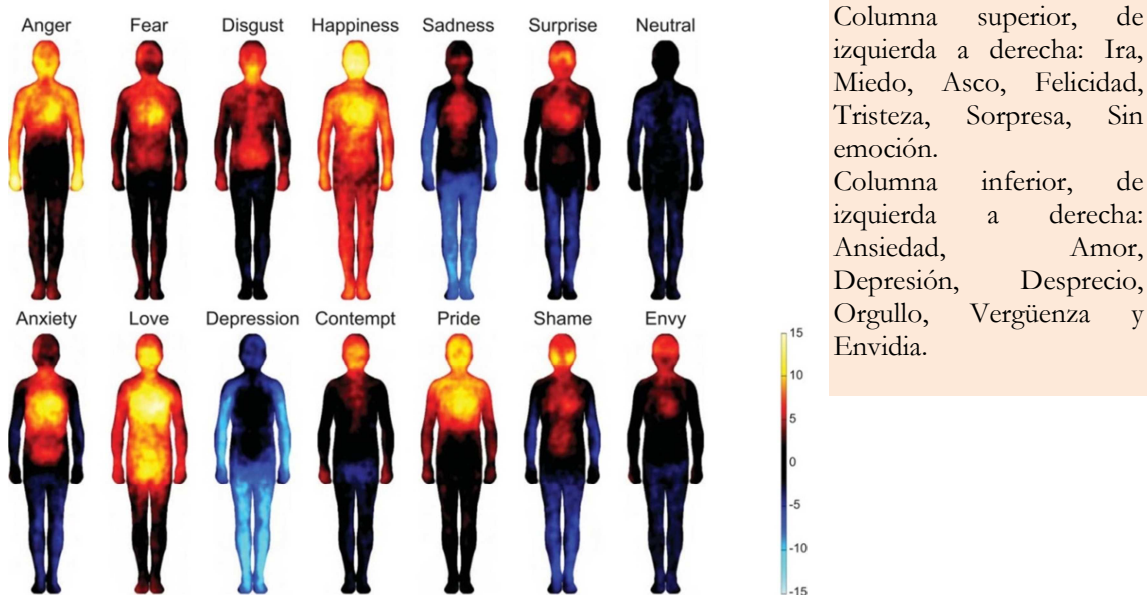 Anger Fear Disgust Happiness Sadness Surprise Neutral
Anxiety Love Depression Contempt Pride Shame Envy
15
10
5
0
-5
-10
-15
Columna superior, de
izquierda a derecha: Ira,
Miedo, Asco, Felicidad,
Tristeza, Sorpresa, Sin
emoción.
Columna inferior, de
izquierda a derecha:
Ansiedad, Amor,
Depresión, Desprecio,
Orgullo, Vergüenza y
Envidia.